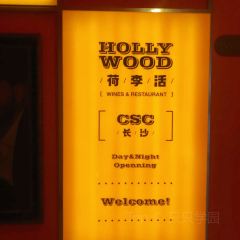 HOLLY
WOOD
/ 荷 / 李 / 活 /
[ WINES & RESTAURANT ]
CSC
/ 长 / 沙 /
Day&Night
Openning
Welcome!